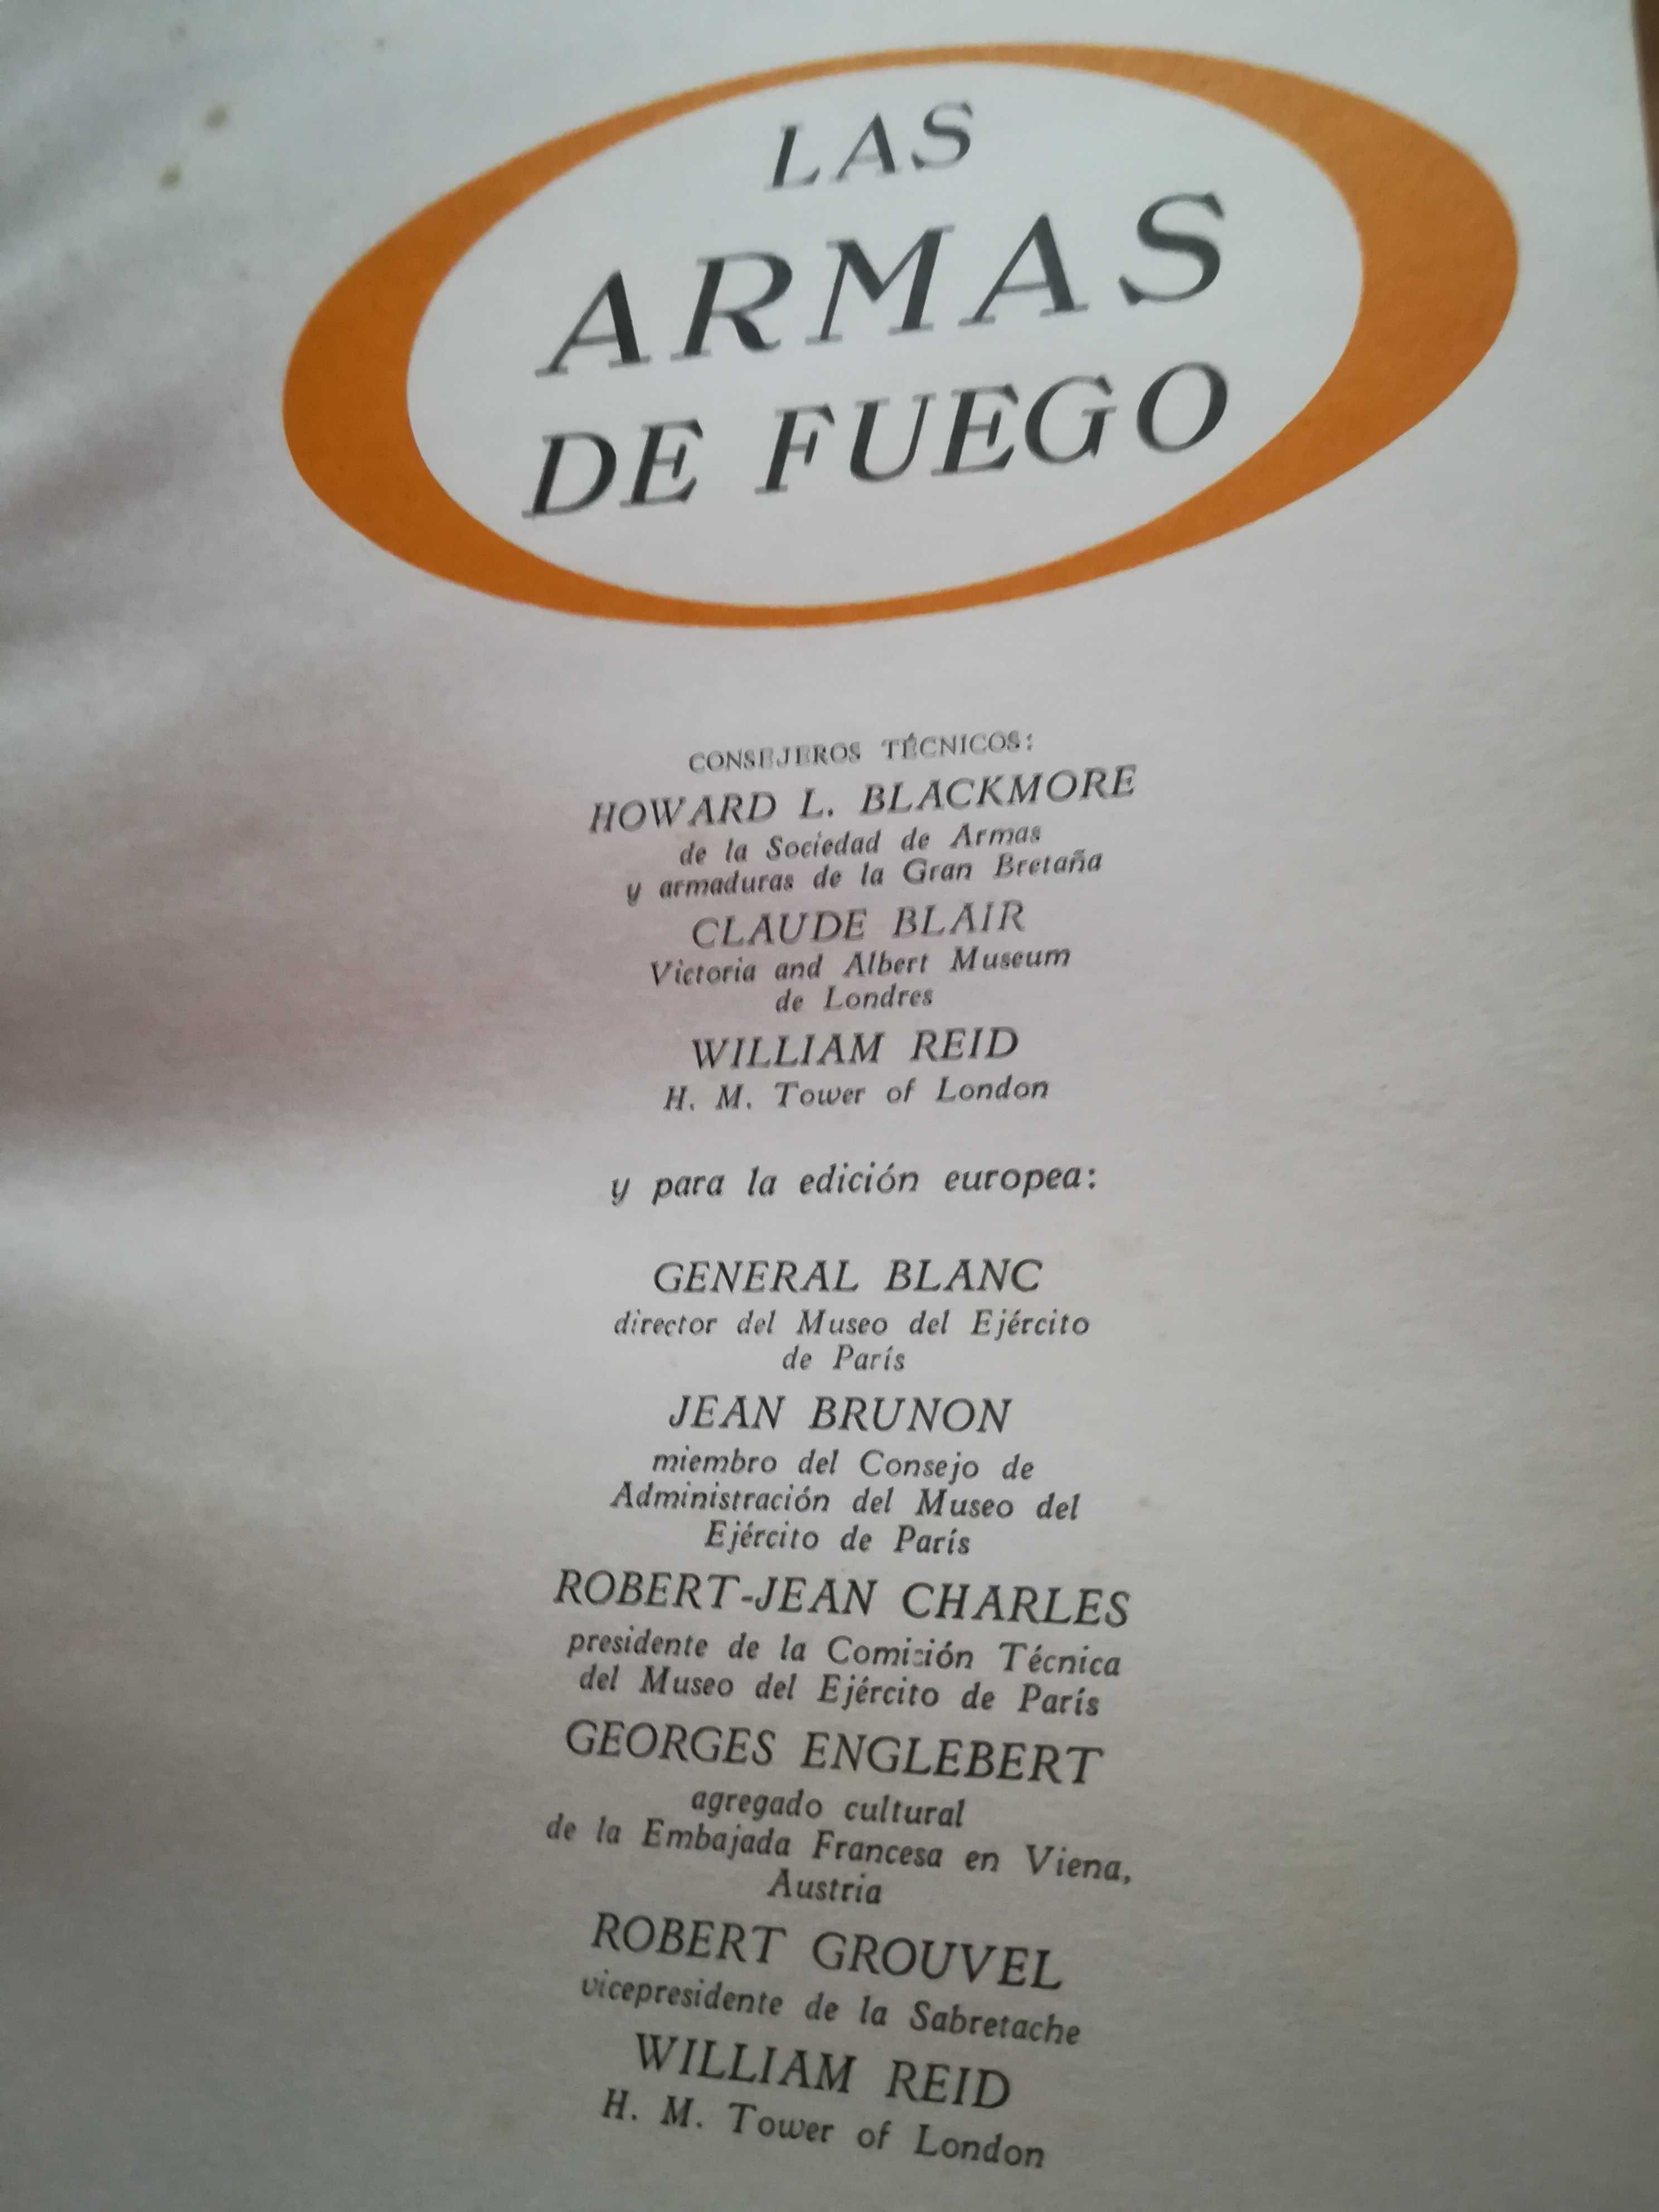 LAS
ARMAS
DE FUEGO
CONSEJEROS TÉCNICOS:
HOWARD L. BLACKMORE
de la Sociedad de Armas
y armaduras de la Gran Bretaña
CLAUDE BLAIR
Victoria and Albert Museum
de Londres
WILLIAM REID
H. M. Tower of London
y para la edición europea:
GENERAL BLANC
director del Museo del Ejército
de París
JEAN BRUNON
miembro del Consejo de
Administración del Museo del
Ejército de París
ROBERT-JEAN CHARLES
presidente de la Comisión Técnica
del Museo del Ejército de París
GEORGES ENGLEBERT
agregado cultural
de la Embajada Francesa en Viena,
Austria
ROBERT GROUVEL
vicepresidente de la Sabretache
WILLIAM REID
H. M. Tower of London